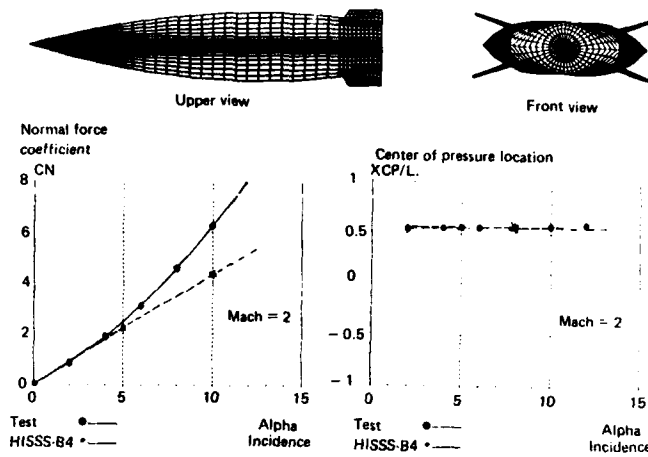 Upper view
Front view
Normal force
coefficient
CN
8
6
4
2
0
0
5
10
15
Mach = 2
Test
HISSS-B4
Alpha
Incidence
Center of pressure location
XCP/L.
1
0.5
0
− 0.5
− 1
0
5
10
15
Mach = 2
Test
HISSS-B4
Alpha
Incidence